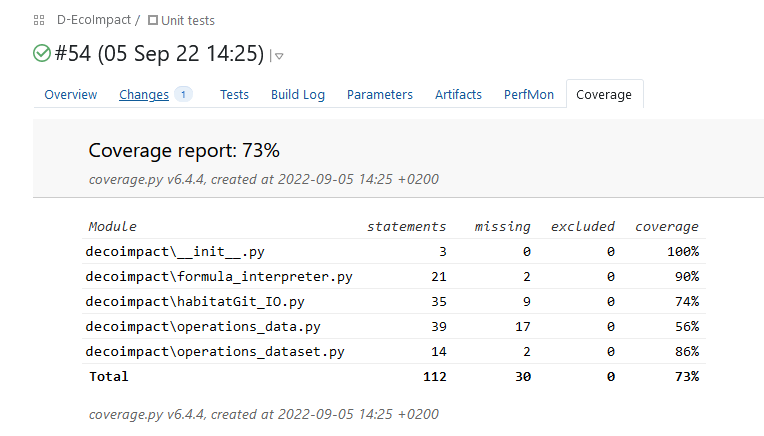 D-EcoImpact / Unit tests
#54 (05 Sep 22 14:25)
Overview Changes 1 Tests Build Log Parameters Artifacts PerfMon Coverage
Coverage report: 73%
coverage.py v6.4.4, created at 2022-09-05 14:25 +0200
Module statements missing excluded coverage
decoimpact\__init__.py 3 0 0 100%
decoimpact\formula_interpreter.py 21 2 0 90%
decoimpact\habitatGit_IO.py 35 9 0 74%
decoimpact\operations_data.py 39 17 0 56%
decoimpact\operations_dataset.py 14 2 0 86%
Total 112 30 0 73%
coverage.py v6.4.4, created at 2022-09-05 14:25 +0200